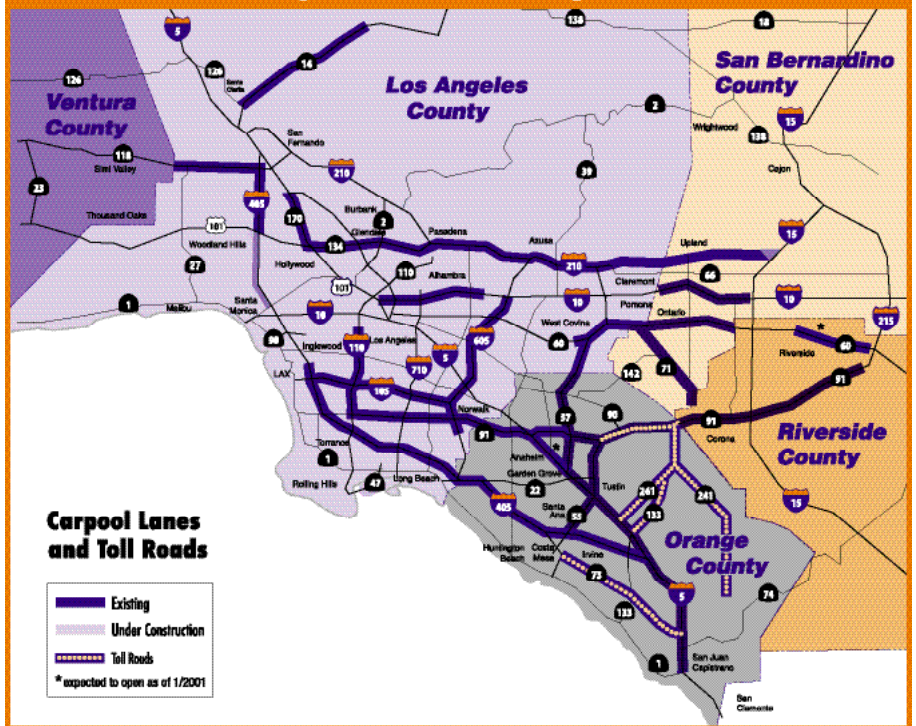 5
138
18
14
126
126
Santa
Clarita
Los Angeles
County
San Bernardino
County
Ventura
County
2
15
Wrightwood
138
San
Fernando
118
Simi Valley
210
39
Cajon
23
405
Thousand Oaks
101
170
Burbank
2
Glendale
134
Pasadena
Azusa
Upland
15
Woodland Hills
27
Hollywood
101
110
Alhambra
210
Claremont
66
1
Malibu
Santa
Monica
10
10
Pomona
10
215
West Covina
Ontario
90
Inglewood
110
Los Angeles
5
605
60
*
60
Riverside
LAX
710
142
71
91
105
Norwalk
57
90
91
Corona
91
Riverside
County
Torrance
1
Anaheim
*
Rolling Hills
47
Long Beach
Garden Grove
22
Tustin
261
241
15
405
Santa
Ana
55
133
Orange
County
Huntington
Beach
Costa
Mesa
Irvine
73
5
74
133
1
San Juan
Capistrano
San
Clemente
Carpool Lanes
and Toll Roads
Existing
Under Construction
Toll Roads
* expected to open as of 1/2001